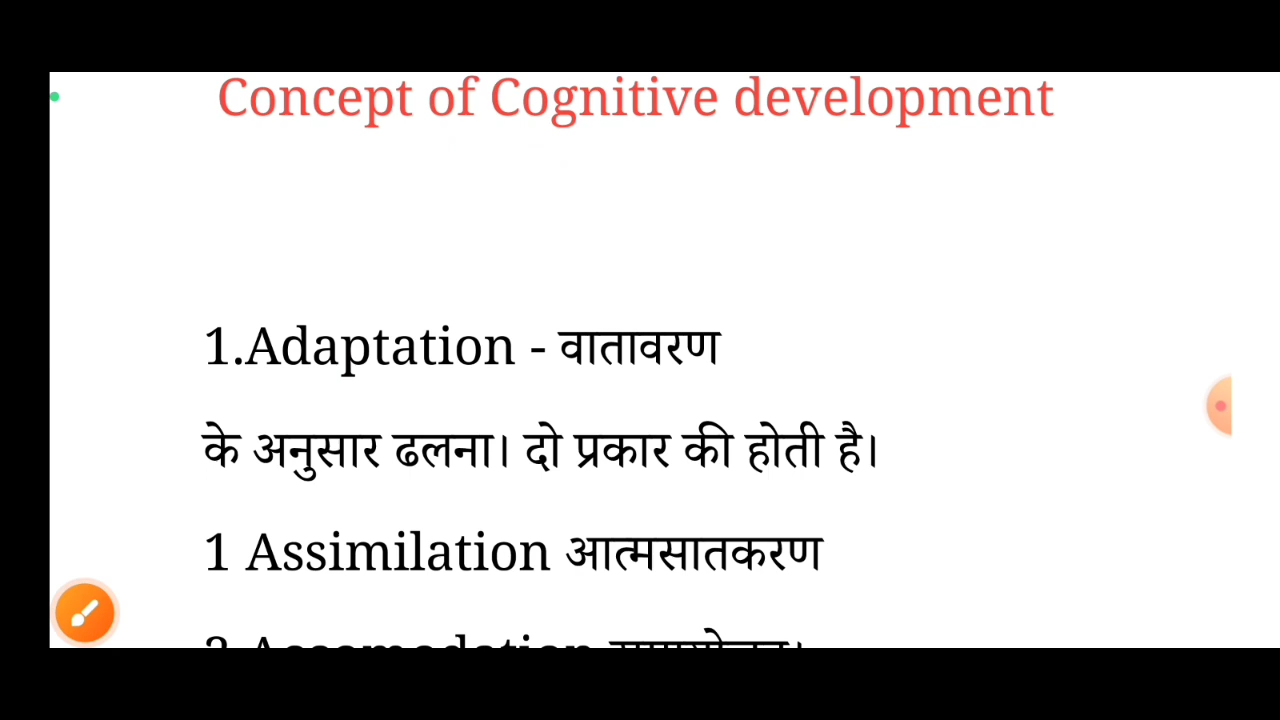 Concept of Cognitive development
1.Adaptation - वातावरण
के अनुसार ढलना। दो प्रकार की होती है।
1 Assimilation आत्मसातकरण